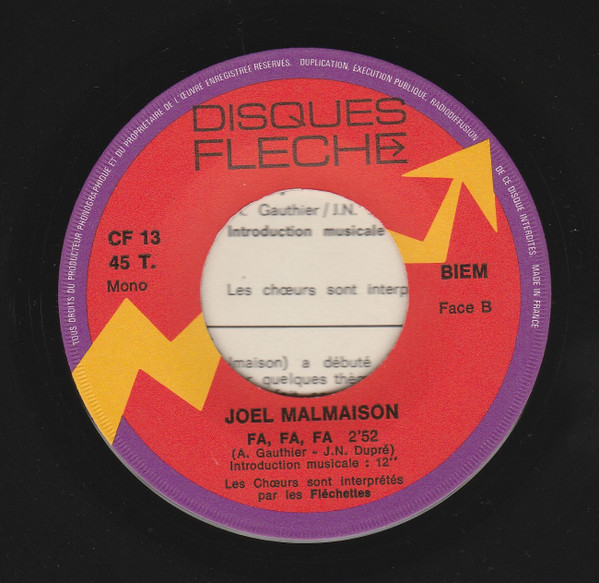 TOUS DROITS DU PRODUCTEUR PHONOGRAPHIQUE ET DU PROPRIÉTAIRE DE L'ŒUVRE ENREGISTRÉE RÉSERVÉS. DUPLICATION, EXÉCUTION PUBLIQUE, RADIODIFFUSION DE CE DISQUE INTERDITES. MADE IN FRANCE
DISQUES
FLECHE
Gauthier / J.N.
Introduction musicale
Les chœurs sont interp
CF 13
45 T.
Mono
BIEM
Face B
maison) a débuté
quelques
JOEL MALMAISON
FA, FA, FA 2'52
(A. Gauthier - J.N. Dupré)
Introduction musicale : 12''
Les Chœurs sont interprétés
par les Fléchettes